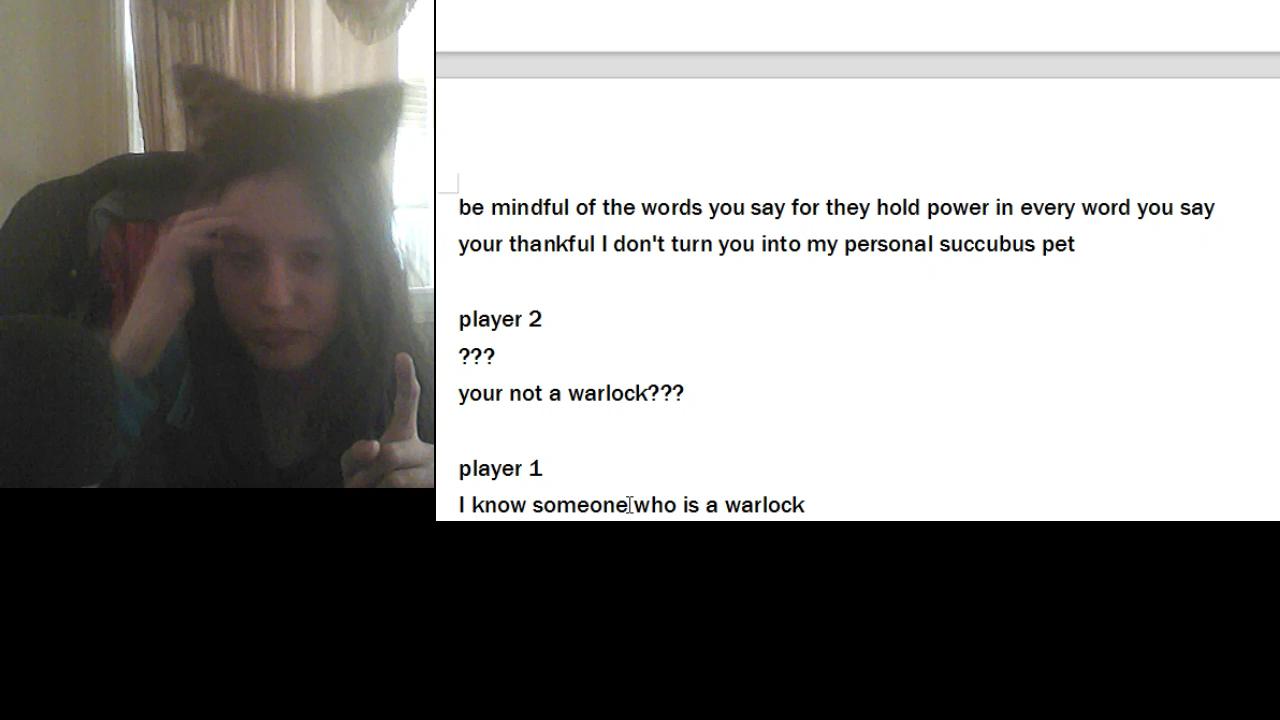 be mindful of the words you say for they hold power in every word you say
your thankful I don't turn you into my personal succubus pet
player 2
???
your not a warlock???
player 1
I know someone who is a warlock